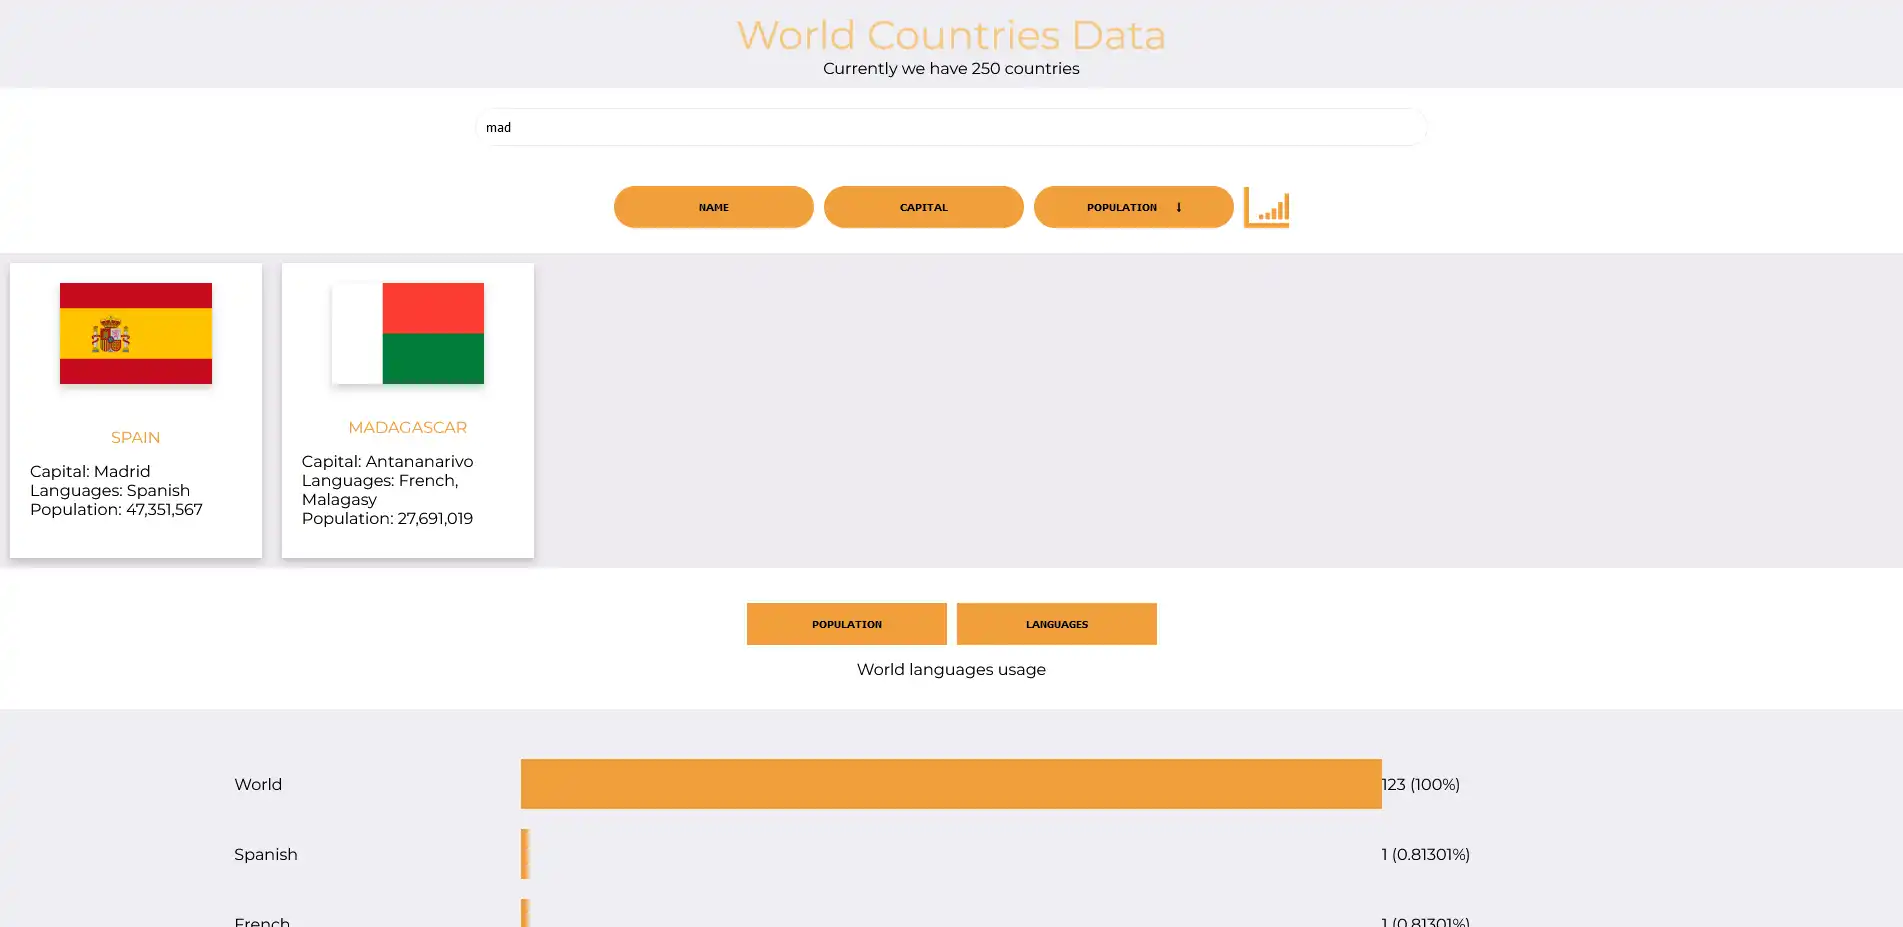 World Countries Data
Currently we have 250 countries
mad
NAME
CAPITAL
POPULATION ↓
SPAIN
Capital: Madrid
Languages: Spanish
Population: 47,351,567
MADAGASCAR
Capital: Antananarivo
Languages: French,
Malagasy
Population: 27,691,019
POPULATION
LANGUAGES
World languages usage
World
123 (100%)
Spanish
1 (0.81301%)
French
1 (0.81301%)